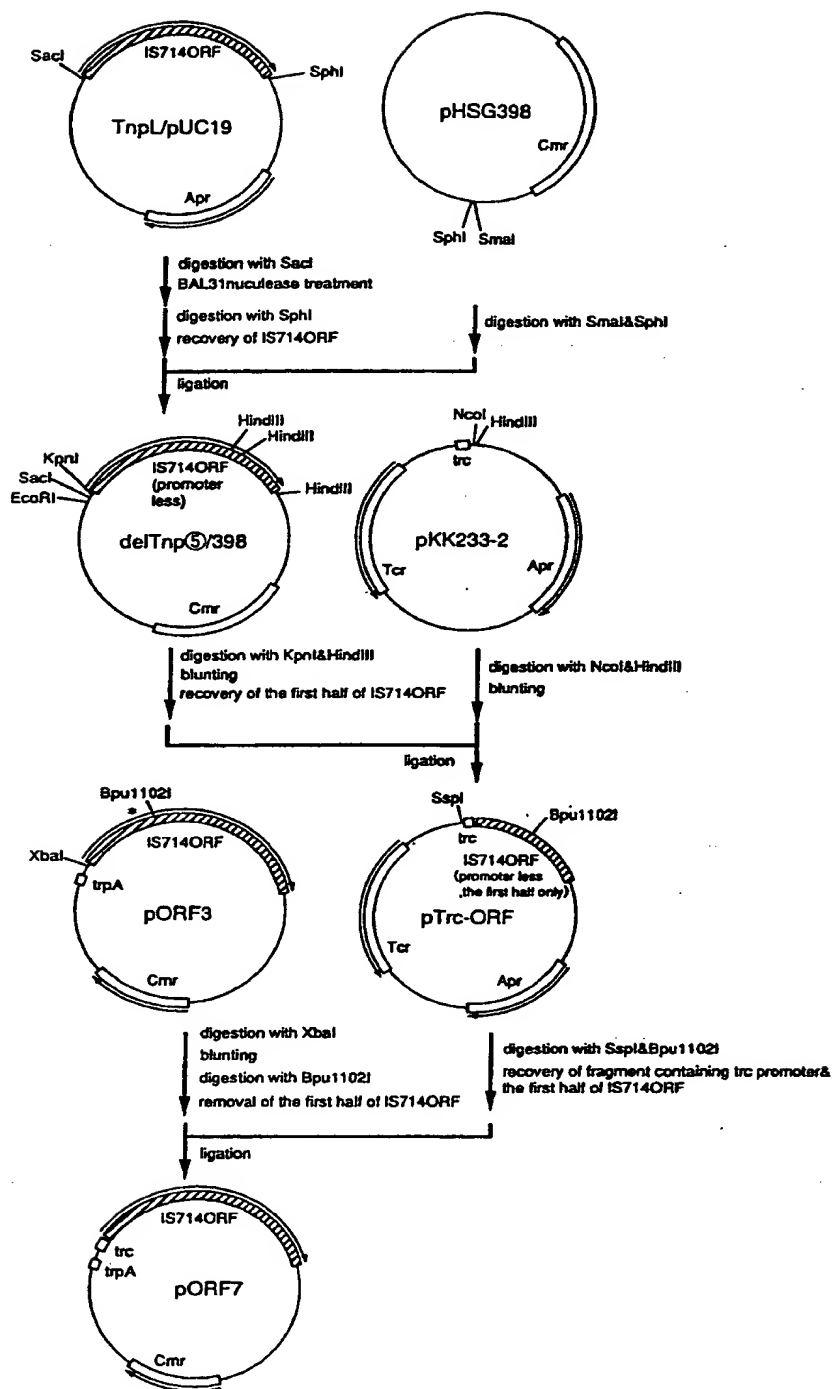 IS714ORF
SacI
SphI
TnpL/pUC19
Apr
pHSG398
Cmr
SphI SmaI
digestion with SacI
BAL31nuculease treatment
digestion with SphI
recovery of IS714ORF
digestion with SmaI&SphI
ligation
HindIII
HindIII
KpnI
SacI
EcoRI
IS714ORF
(promoter
less)
HindIII
delTnp⑤/398
Cmr
NcoI
HindIII
trc
pKK233-2
Tcr
Apr
digestion with KpnI&HindIII
blunting
recovery of the first half of IS714ORF
digestion with NcoI&HindIII
blunting
ligation
Bpu1102I
*
IS714ORF
XbaI
trpA
pORF3
Cmr
SspI
Bpu1102I
trc
IS714ORF
(promoter less
,the first half only)
pTrc-ORF
Tcr
Apr
digestion with XbaI
blunting
digestion with Bpu1102I
removal of the first half of IS714ORF
digestion with SspI&Bpu1102I
recovery of fragment containing trc promoter&
the first half of IS714ORF
ligation
IS714ORF
trc
trpA
pORF7
Cmr